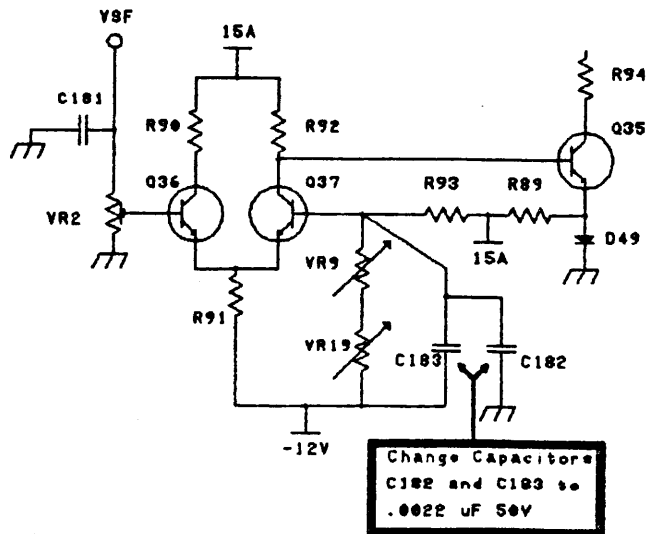 VSF
15A
R94
C181
R90
R92
Q35
Q36
Q37
R93
R89
VR2
VR9
15A
D49
R91
VR19
C183
C182
-12V
Change Capacitors
C182 and C183 to
.0022 uF 50V